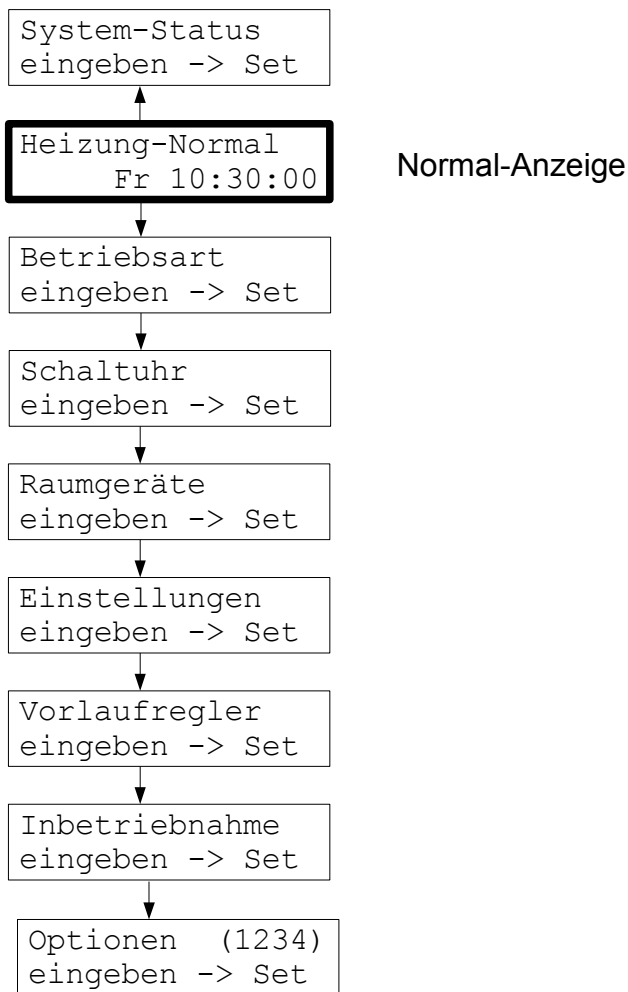 System-Status
eingeben -> Set
Heizung-Normal
Fr 10:30:00
Normal-Anzeige
Betriebsart
eingeben -> Set
Schaltuhr
eingeben -> Set
Raumgeräte
eingeben -> Set
Einstellungen
eingeben -> Set
Vorlaufregler
eingeben -> Set
Inbetriebnahme
eingeben -> Set
Optionen (1234)
eingeben -> Set